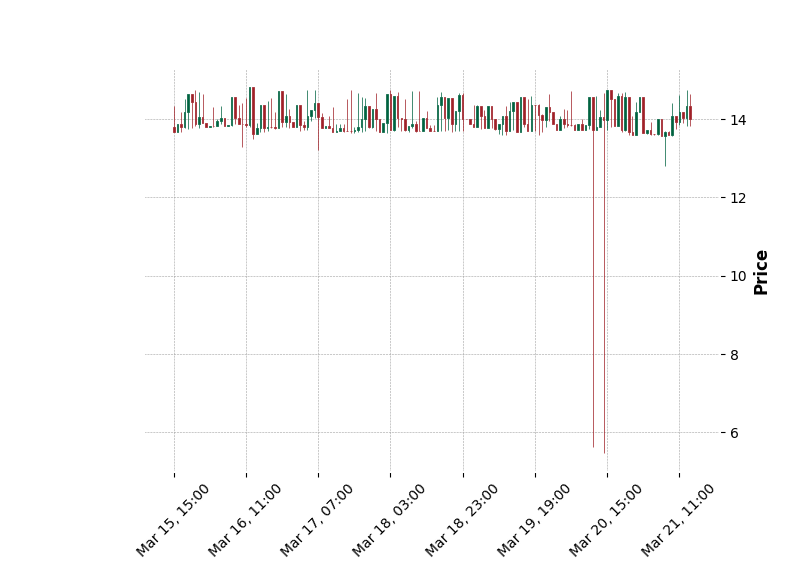 14
12
10
8
6
Price
Mar 15, 15:00
Mar 16, 11:00
Mar 17, 07:00
Mar 18, 03:00
Mar 18, 23:00
Mar 19, 19:00
Mar 20, 15:00
Mar 21, 11:00